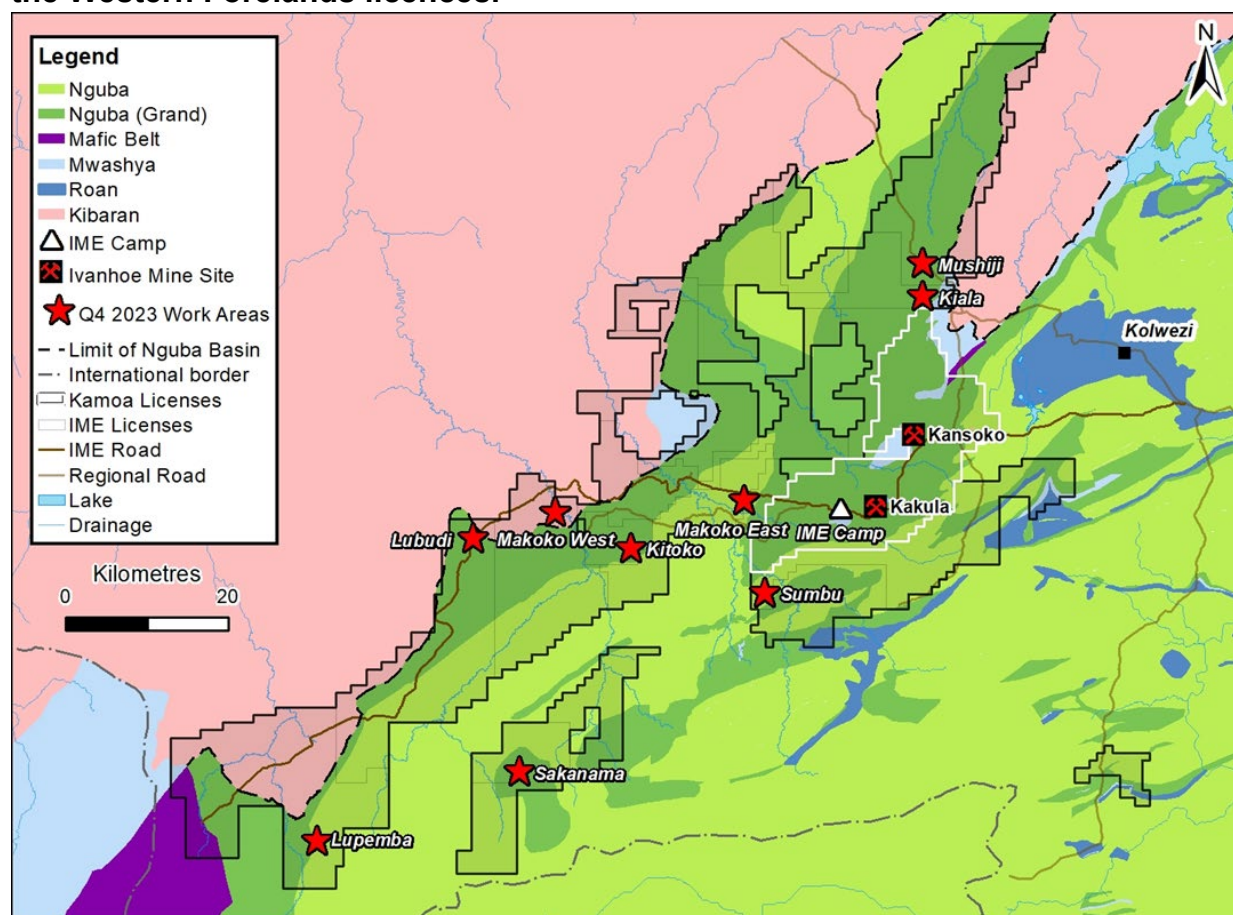 the Western Forelands licences.
Legend
Nguba
Nguba (Grand)
Mafic Belt
Mwashya
Roan
Kibaran
IME Camp
Ivanhoe Mine Site
Q4 2023 Work Areas
Limit of Nguba Basin
International border
Kamoa Licenses
IME Licenses
IME Road
Regional Road
Lake
Drainage
Kilometres
0 20
N
Mushiji
Kiala
Kolwezi
Kansoko
Kakula
IME Camp
Makoko East
Lubudi
Makoko West
Kitoko
Sumbu
Sakanama
Lupemba